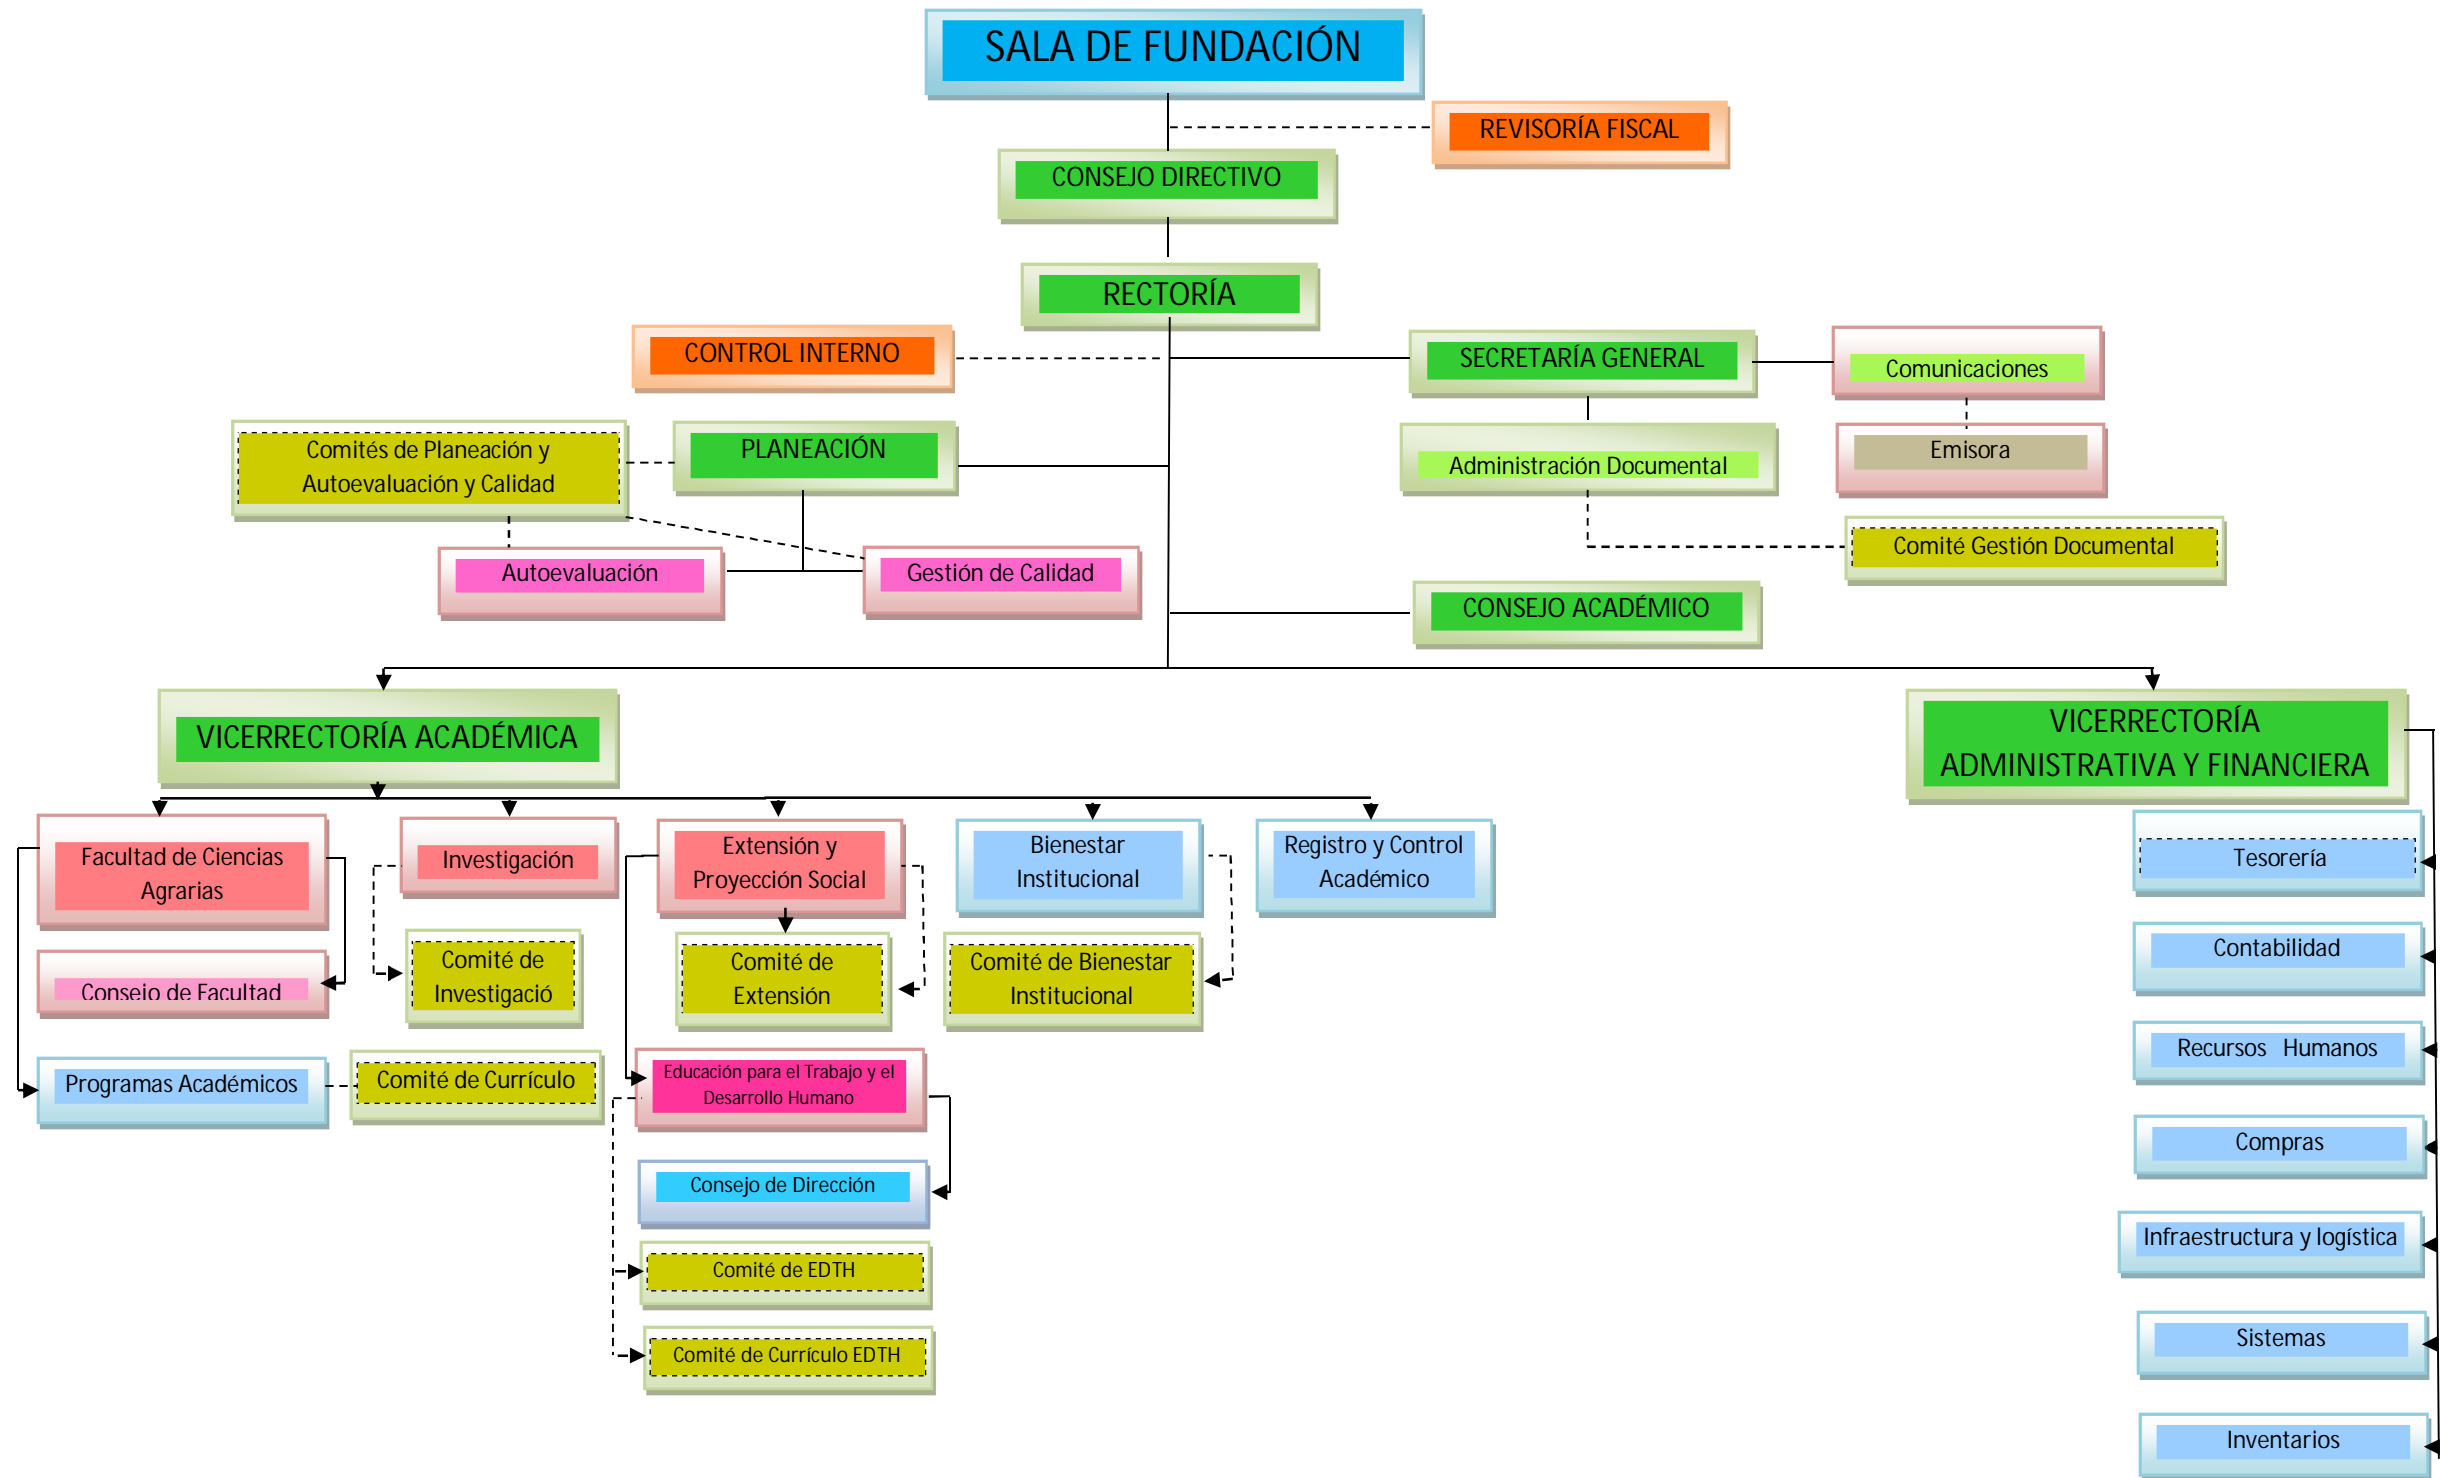 SALA DE FUNDACIÓN
REVISORÍA FISCAL
CONSEJO DIRECTIVO
RECTORÍA
CONTROL INTERNO
SECRETARÍA GENERAL
Comunicaciones
Comités de Planeación y
Autoevaluación y Calidad
PLANEACIÓN
Administración Documental
Emisora
Autoevaluación
Gestión de Calidad
Comité Gestión Documental
CONSEJO ACADÉMICO
VICERRECTORÍA ACADÉMICA
VICERRECTORÍA
ADMINISTRATIVA Y FINANCIERA
Facultad de Ciencias
Agrarias
Investigación
Extensión y
Proyección Social
Bienestar
Institucional
Registro y Control
Académico
Tesorería
Consejo de Facultad
Comité de
Investigació
Comité de
Extensión
Comité de Bienestar
Institucional
Contabilidad
Programas Académicos
Comité de Currículo
Educación para el Trabajo y el
Desarrollo Humano
Recursos Humanos
Consejo de Dirección
Compras
Comité de EDTH
Infraestructura y logística
Comité de Currículo EDTH
Sistemas
Inventarios